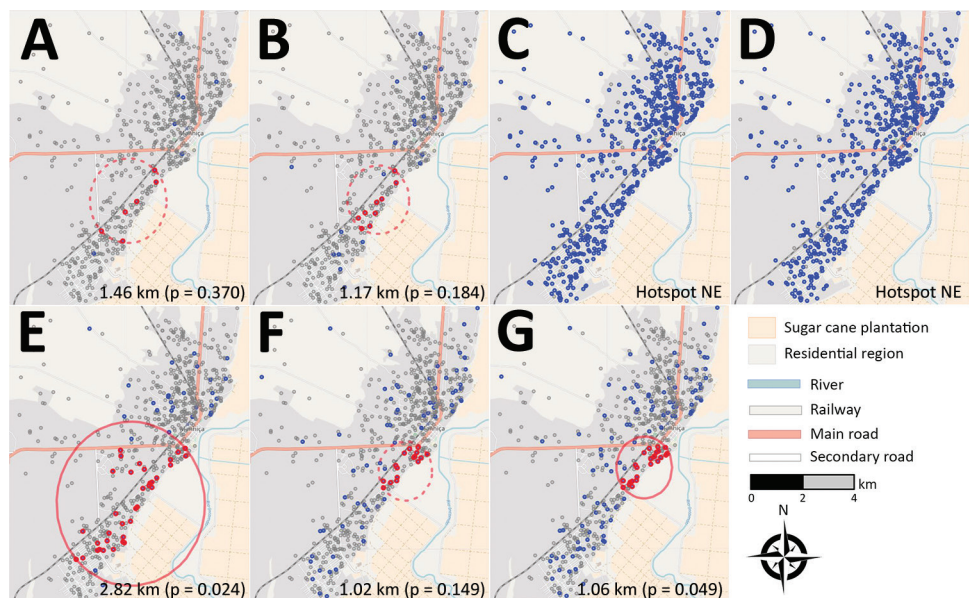 A
B
C
D
1.46 km (p = 0.370)
1.17 km (p = 0.184)
Hotspot NE
Hotspot NE
E
F
G
2.82 km (p = 0.024)
1.02 km (p = 0.149)
1.06 km (p = 0.049)
Sugar cane plantation
Residential region
River
Railway
Main road
Secondary road
0 2 4 km
N